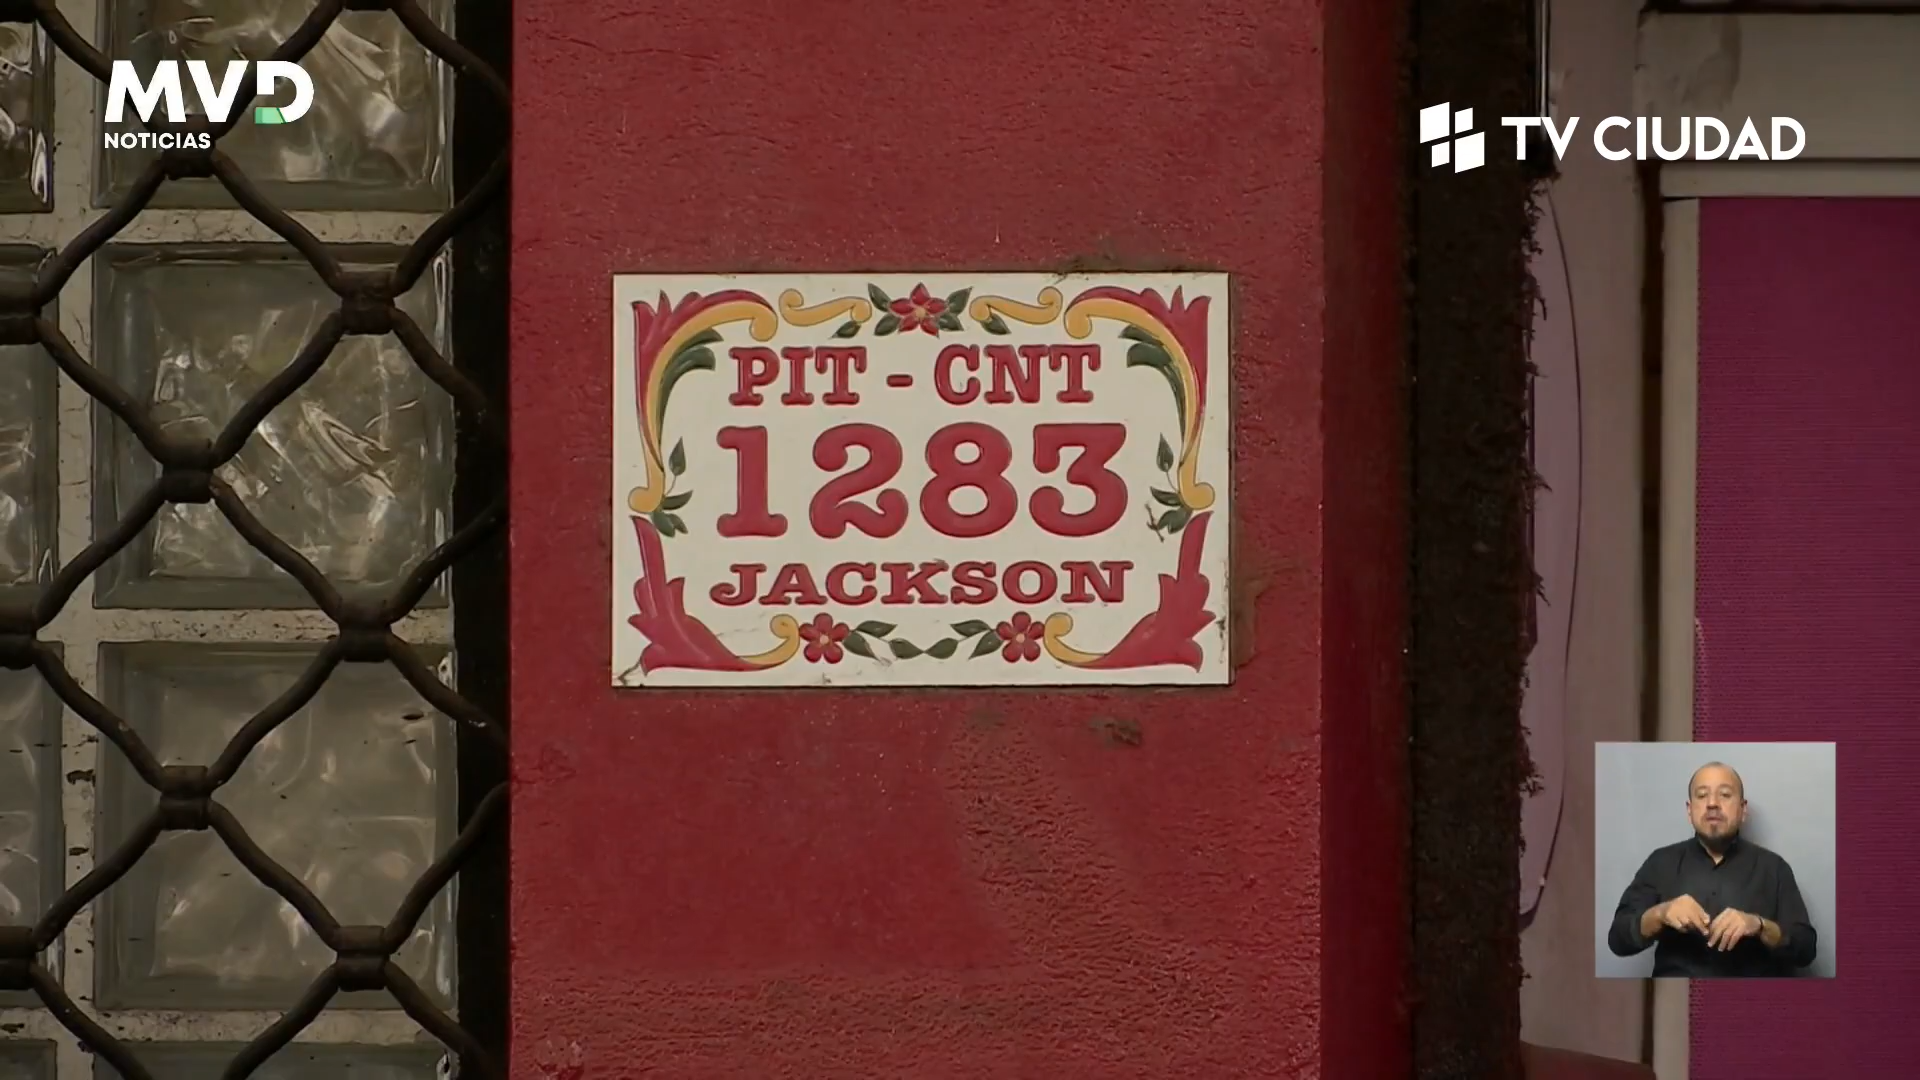 MVD
NOTICIAS
TV CIUDAD
PIT - CNT
1283
JACKSON